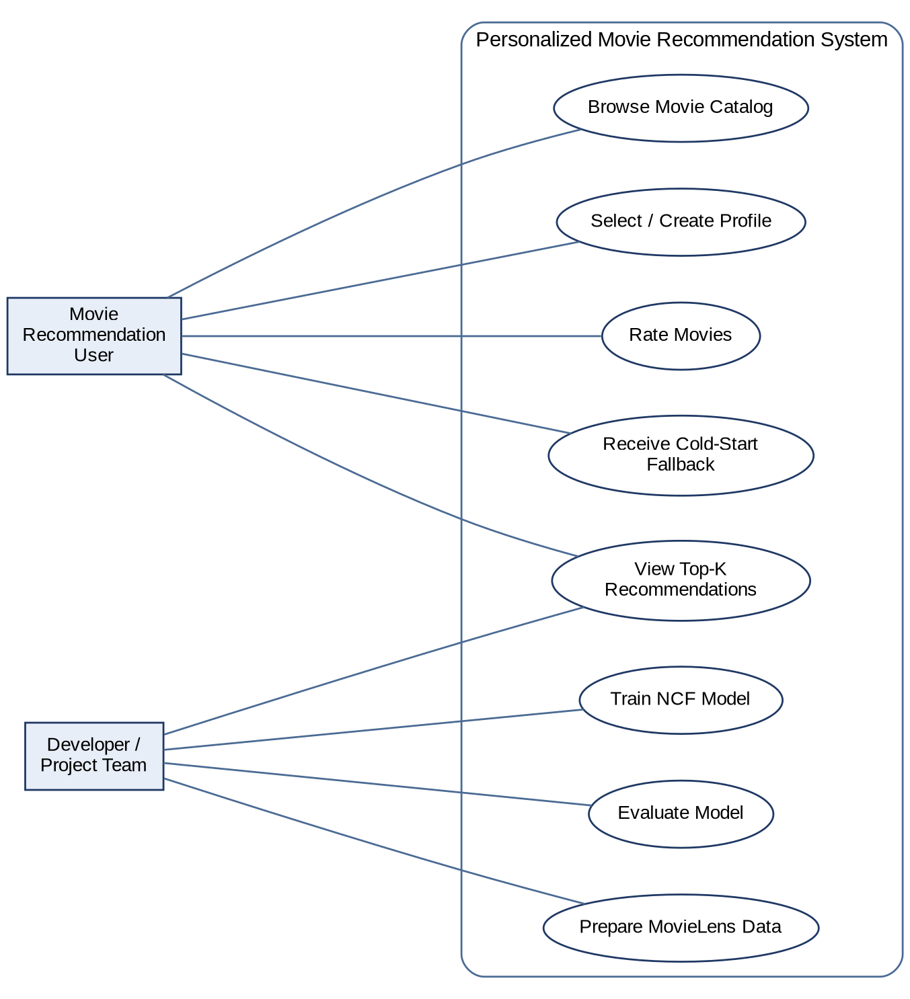 Personalized Movie Recommendation System
Browse Movie Catalog
Select / Create Profile
Movie
Recommendation
User
Rate Movies
Receive Cold-Start
Fallback
View Top-K
Recommendations
Train NCF Model
Developer /
Project Team
Evaluate Model
Prepare MovieLens Data